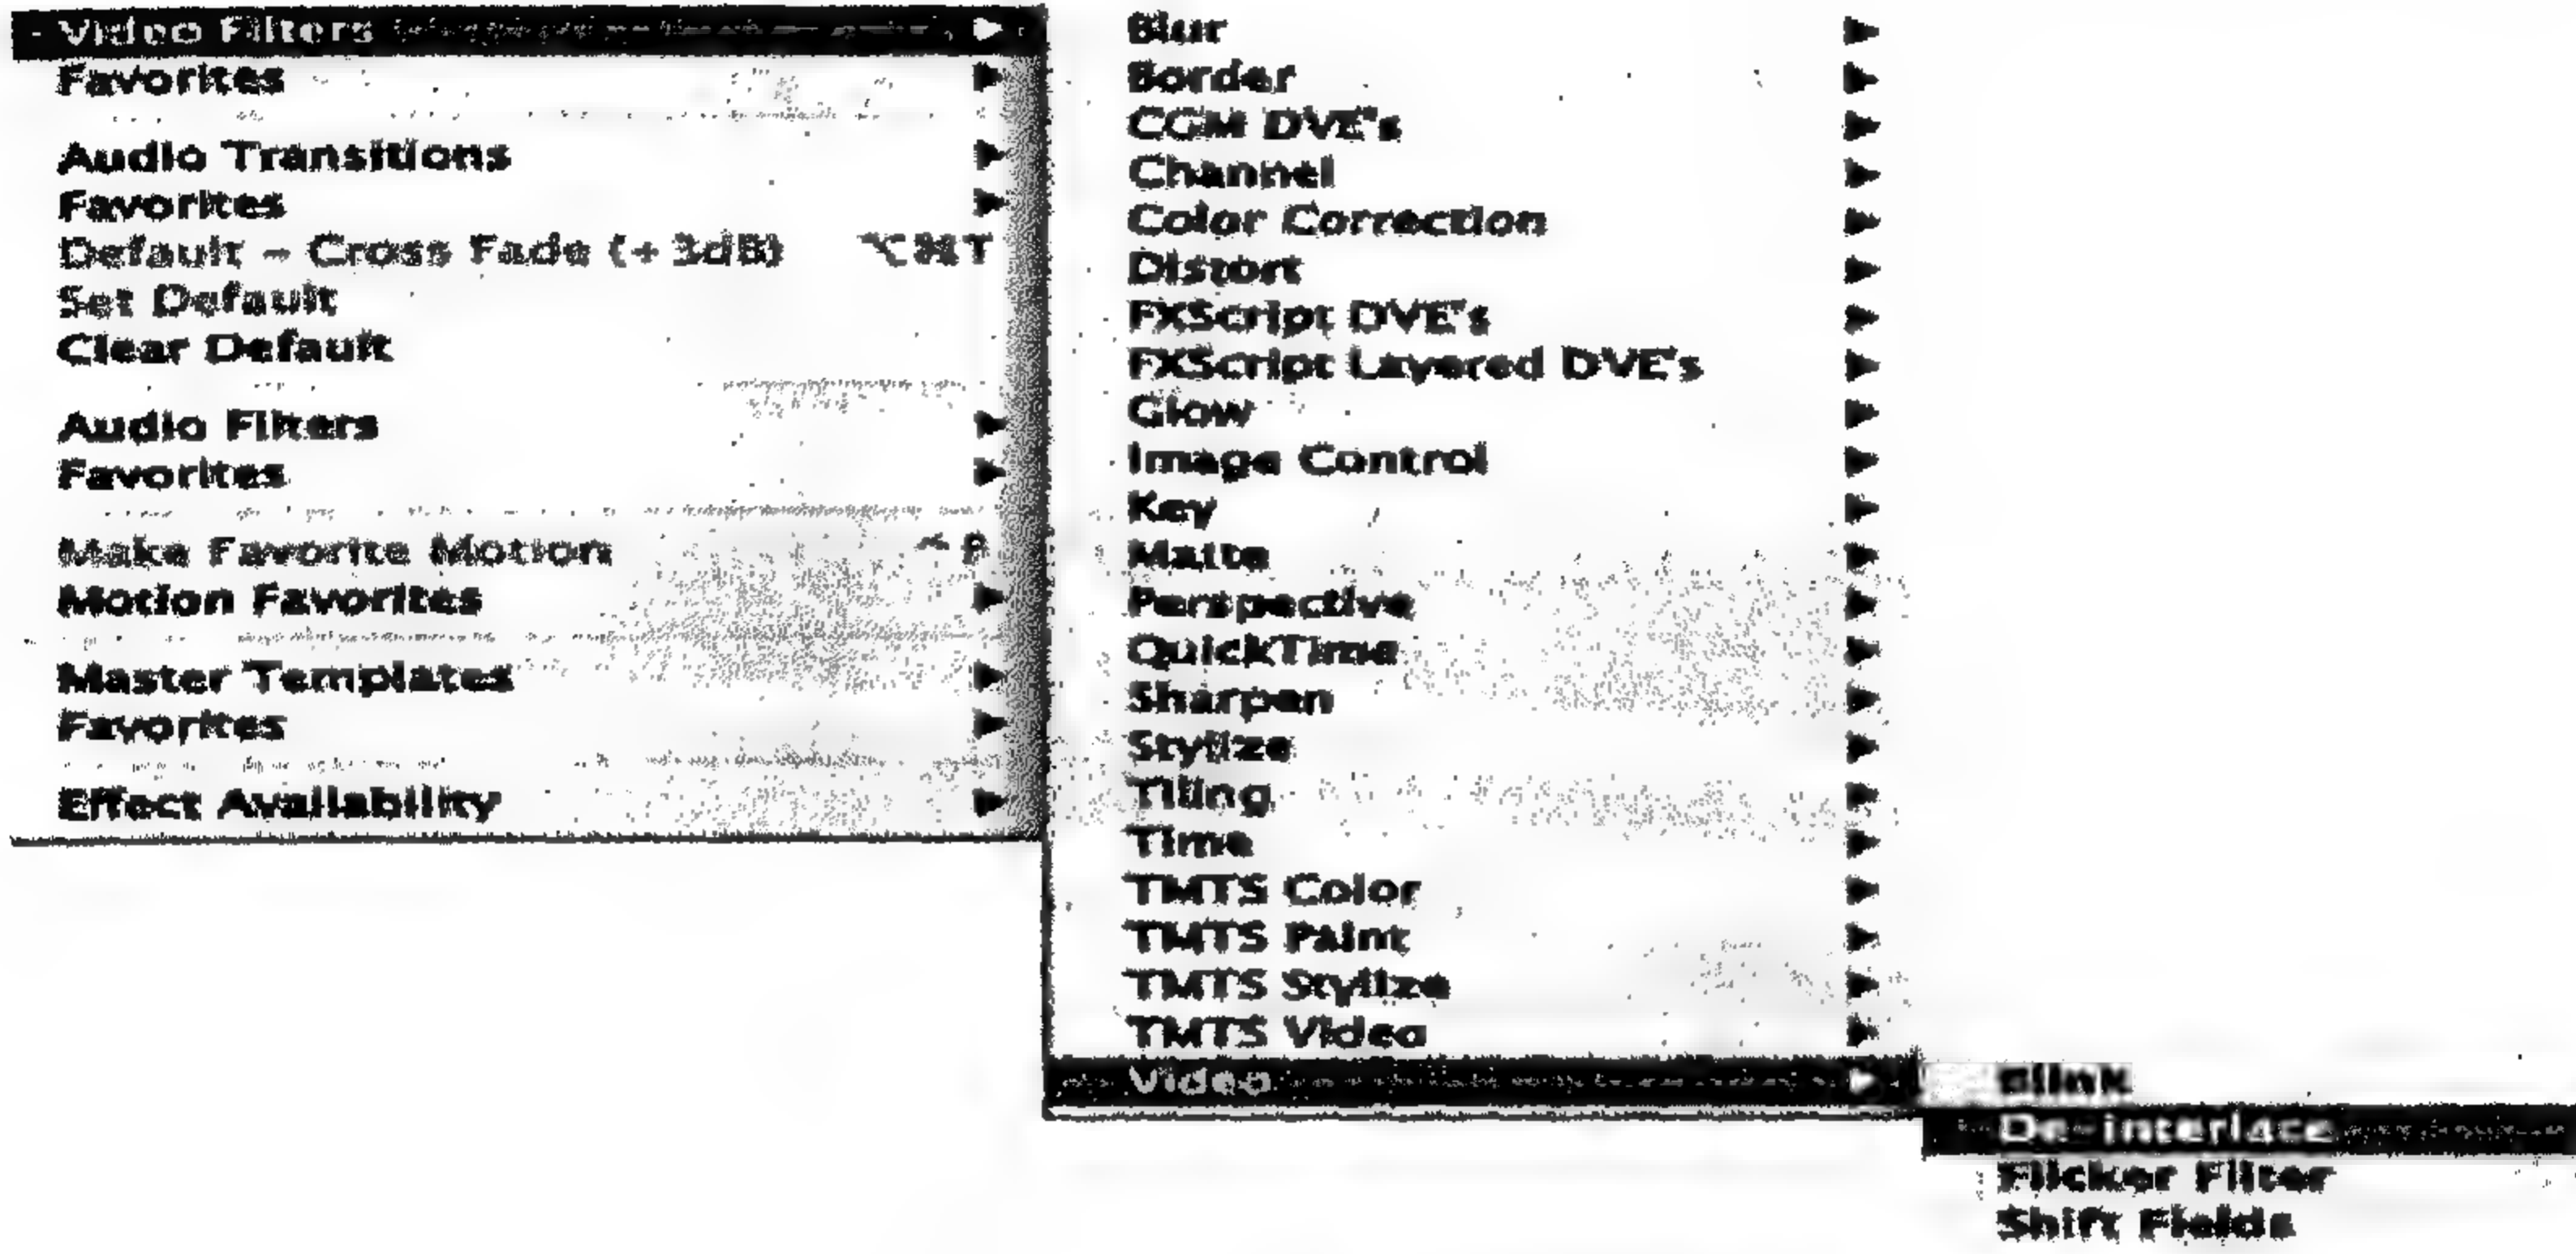 Video Filters
Favorites
Audio Transitions
Favorites
Default - Cross Fade (+3dB) ⌥⌘T
Set Default
Clear Default
Audio Filters
Favorites
Make Favorite Motion ^F
Motion Favorites
Master Templates
Favorites
Effect Availability
Blur
Border
CGM DVE's
Channel
Color Correction
Distort
FXScript DVE's
FXScript Layered DVE's
Glow
Image Control
Key
Matte
Perspective
QuickTime
Sharpen
Stylize
Tiling
Time
TMTS Color
TMTS Paint
TMTS Stylize
TMTS Video
Video
Blink
De-interlace
Flicker Filter
Shift Fields